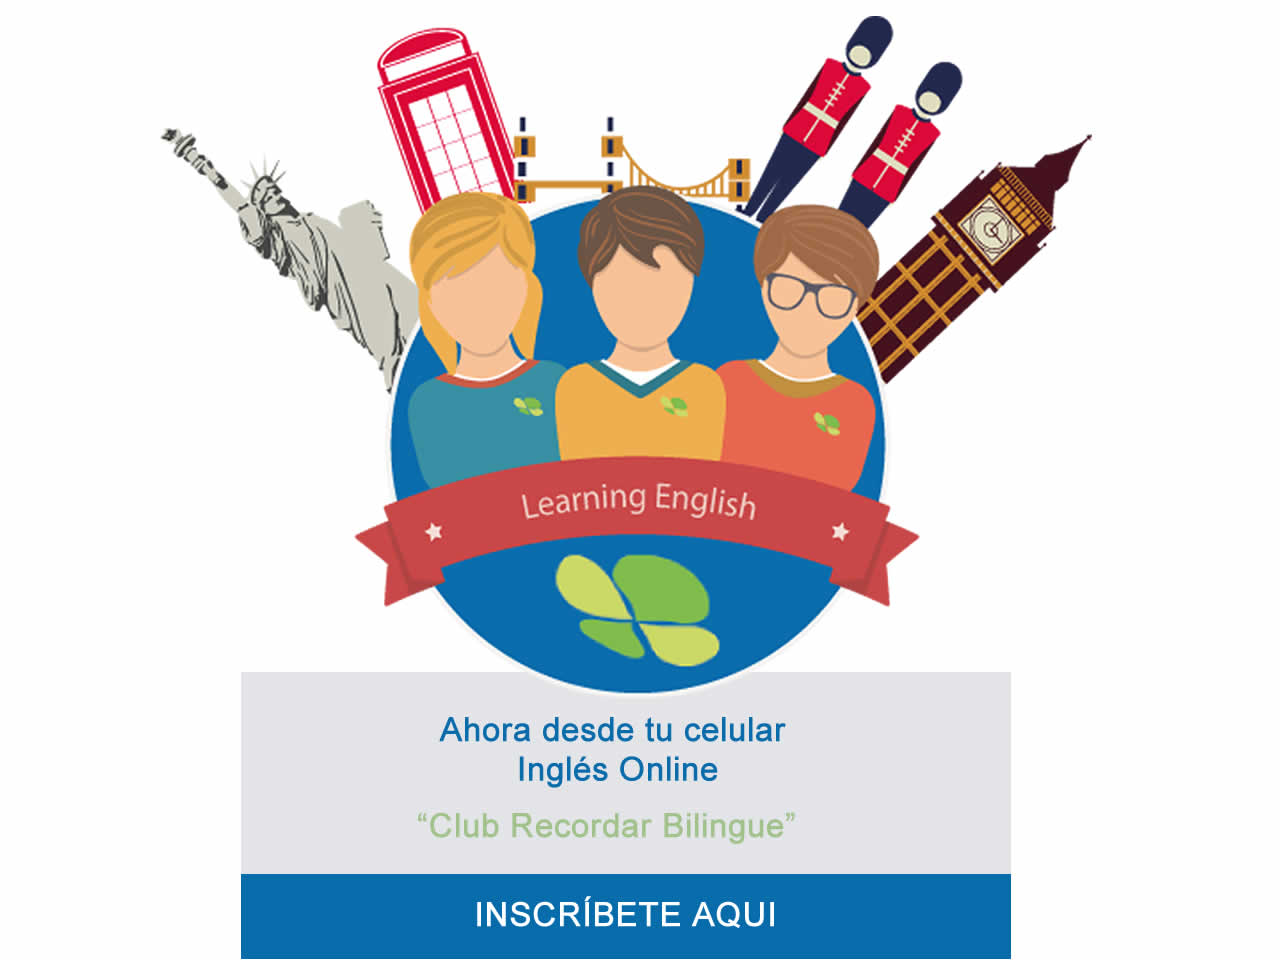 Learning English
Ahora desde tu celular
Inglés Online
“Club Recordar Bilingue”
INSCRÍBETE AQUI